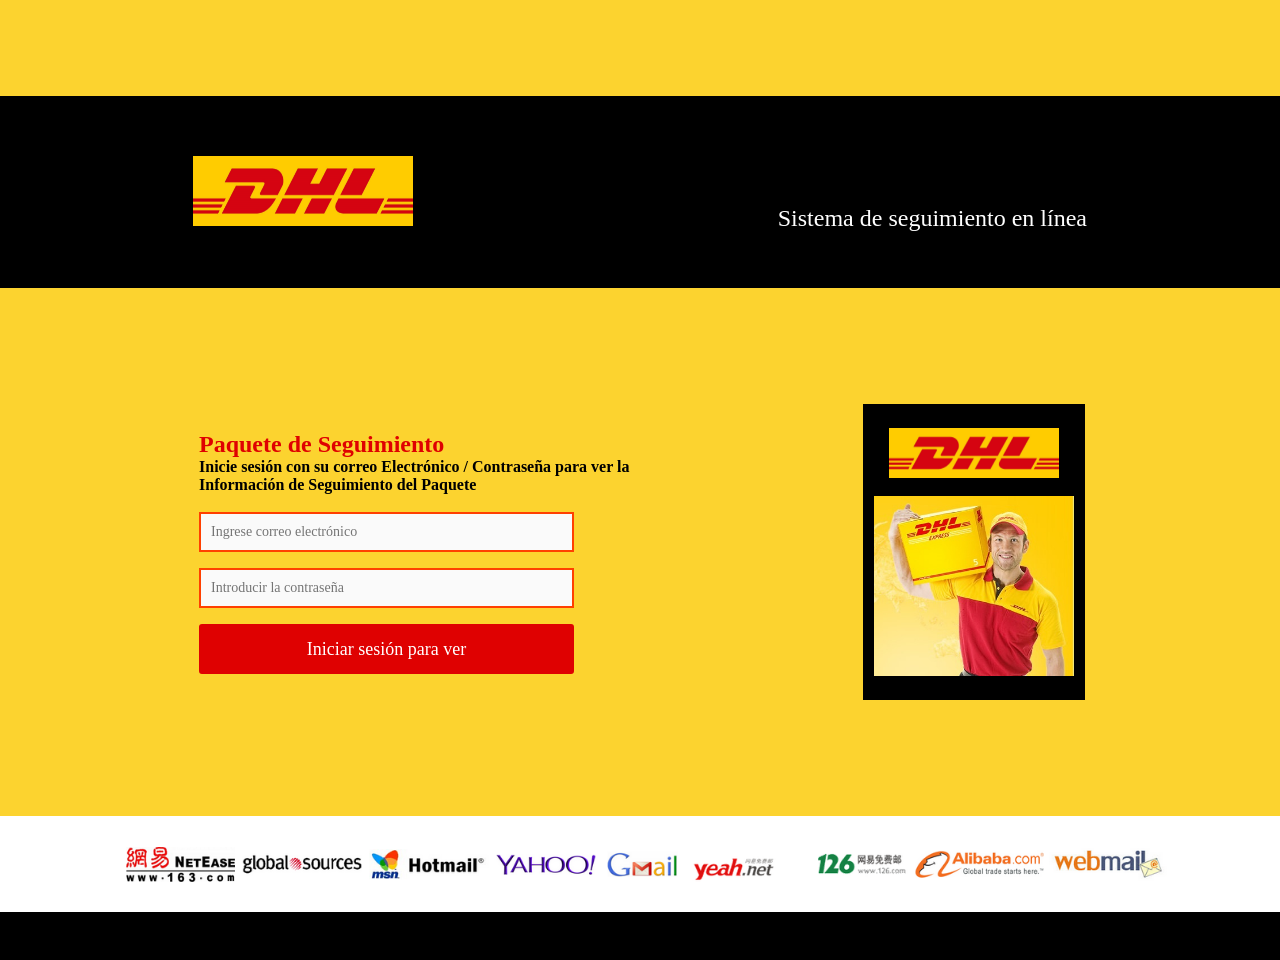 DHL
Sistema de seguimiento en línea
Paquete de Seguimiento
Inicie sesión con su correo Electrónico / Contraseña para ver la
Información de Seguimiento del Paquete
Ingrese correo electrónico
Introducir la contraseña
Iniciar sesión para ver
DHL
DHL
EXPRESS
網易 NETEASE
www.163.com
global sources
msn Hotmail®
YAHOO!
Gmail
yeah.net
126 网易免费邮
www.126.com
Alibaba.com®
Global trade starts here.™
webmail